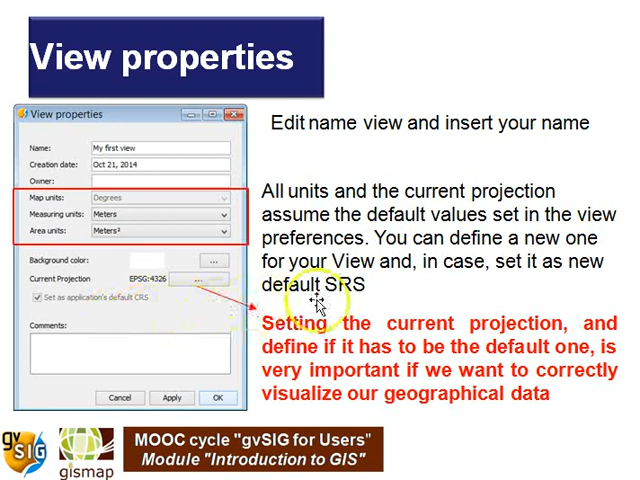 View properties
View properties
Name: My first view
Creation date: Oct 21, 2014
Owner:
Map units: Degrees
Measuring units: Meters
Area units: Meters²
Background color: ...
Current Projection EPSG:4326 ...
Set as application's default CRS
Comments:
Cancel Apply OK
Edit name view and insert your name
All units and the current projection
assume the default values set in the view
preferences. You can define a new one
for your View and, in case, set it as new
default SRS
Setting the current projection, and
define if it has to be the default one, is
very important if we want to correctly
visualize our geographical data
gvSIG
gismap
MOOC cycle "gvSIG for Users"
Module "Introduction to GIS"